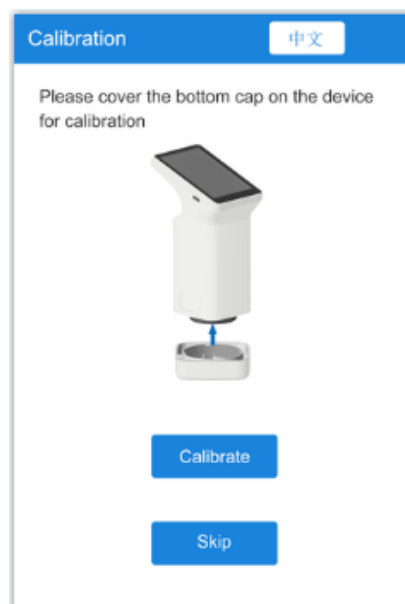 Calibration
中文
Please cover the bottom cap on the device
for calibration
Calibrate
Skip